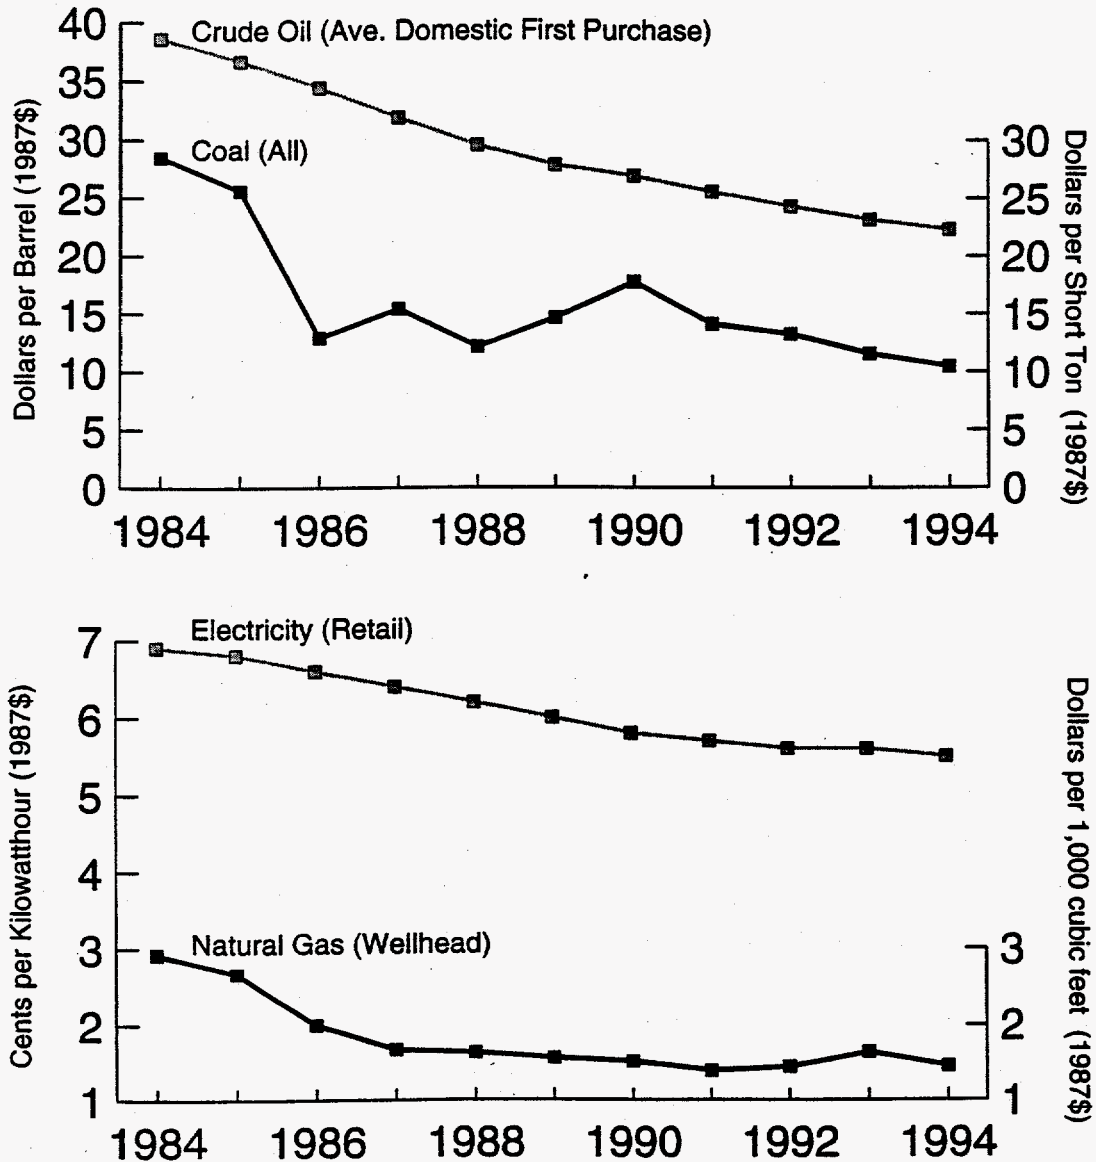 40
35
30
25
20
15
10
5
0
Dollars per Barrel (1987$)
Crude Oil (Ave. Domestic First Purchase)
Coal (All)
30
25
20
15
10
5
0
Dollars per Short Ton (1987$)
1984 1986 1988 1990 1992 1994
7
6
5
4
3
2
1
Cents per Kilowatthour (1987$)
Electricity (Retail)
Natural Gas (Wellhead)
3
2
1
Dollars per 1,000 cubic feet (1987$)
1984 1986 1988 1990 1992 1994